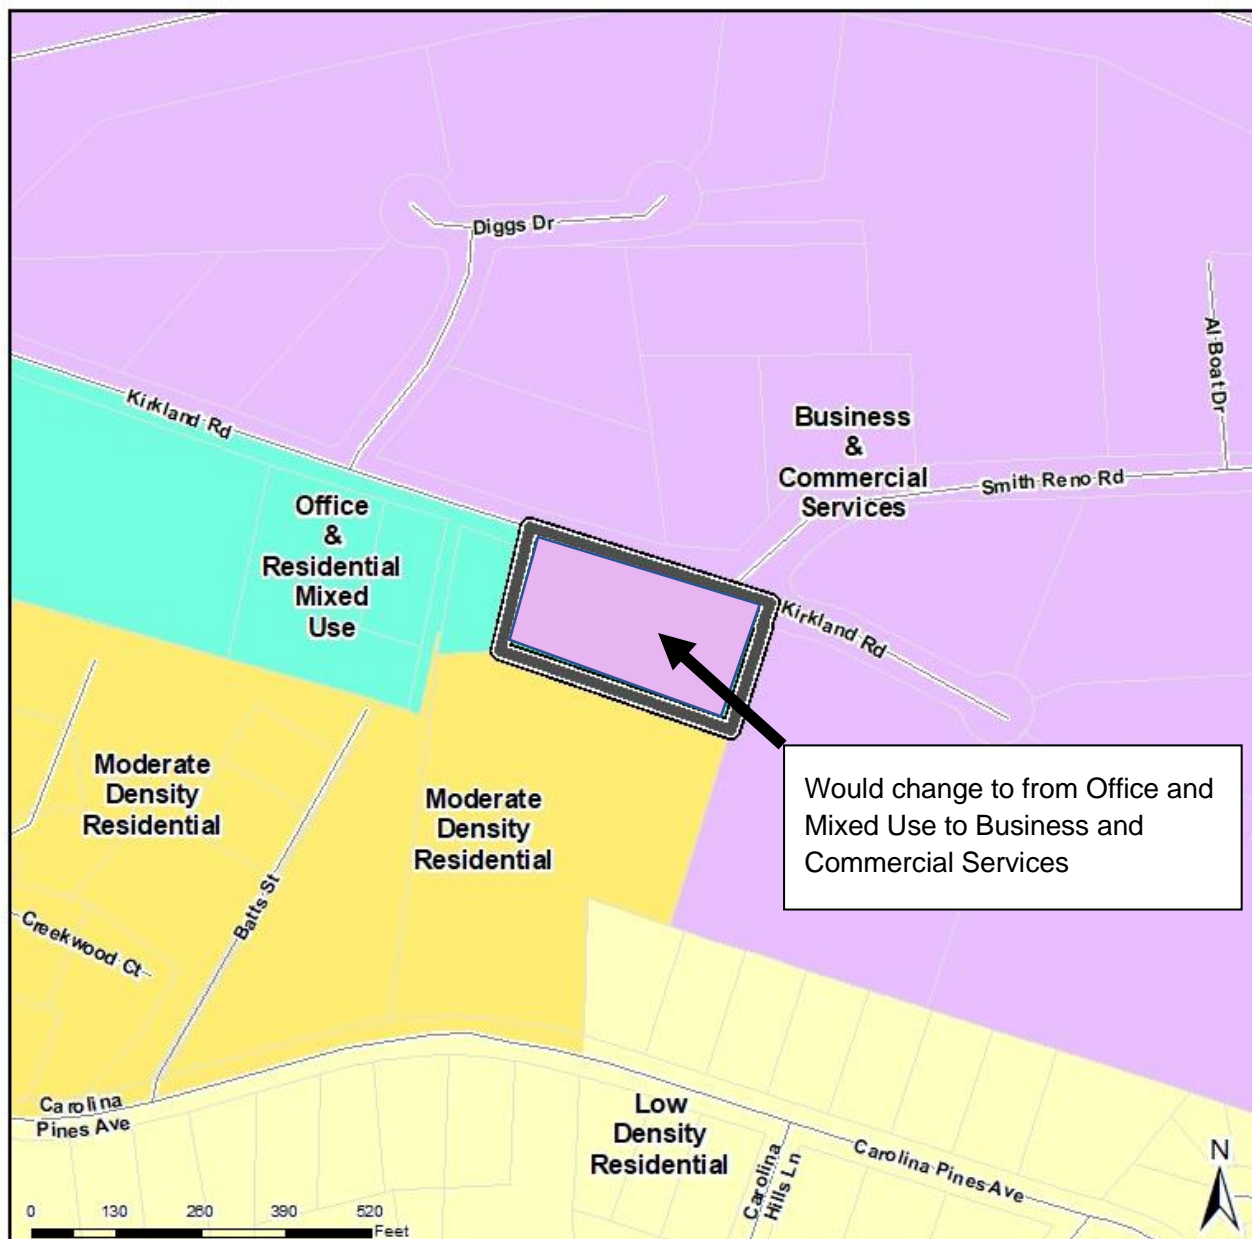 Diggs Dr
Al Boat Dr
Kirkland Rd
Business
&
Commercial
Services
Smith Reno Rd
Office
&
Residential
Mixed
Use
Kirkland Rd
Would change to from Office and
Mixed Use to Business and
Commercial Services
Moderate
Density
Residential
Moderate
Density
Residential
Batts St
Creekwood Ct
Carolina
Pines Ave
Low
Density
Residential
Carolina
Hills Ln
Carolina Pines Ave
N
0 130 260 390 520
Feet